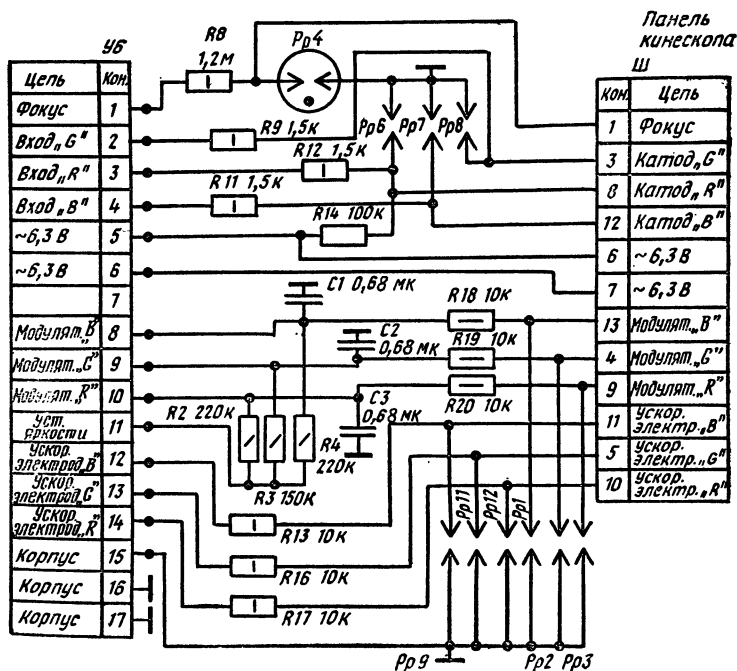 Панель
кинескопа
Ш
У6
R8
1,2м
Рр4
Цепь Кон.
Фокус 1
Вход „G" 2
Вход „R" 3
Вход „B" 4
~6,3 В 5
~6,3 В 6
7
Модулят. „B" 8
Модулят. „G" 9
Модулят. „R" 10
Уст. яркости 11
Ускор. электрод „B" 12
Ускор. электрод „G" 13
Ускор. электрод „R" 14
Корпус 15
Корпус 16
Корпус 17
R9 1,5к
R12 1,5к
R11 1,5к
R14 100к
Рр6
Рр7
Рр8
С1 0,68 мк
С2
0,68 мк
С3
0,68 мк
R18 10к
R19 10к
R20 10к
R2 220к
R3 150к
R4
220к
R13 10к
R16 10к
R17 10к
Рр11
Рр12
Рр1
Рр9
Рр2
Рр3
Кон. Цепь
1 Фокус
3 Катод „G"
8 Катод „R"
12 Катод „B"
6 ~6,3 В
7 ~6,3 В
13 Модулят. „B"
4 Модулят. „G"
9 Модулят. „R"
11 Ускор. электр. „B"
5 Ускор. электр. „G"
10 Ускор. электр. „R"